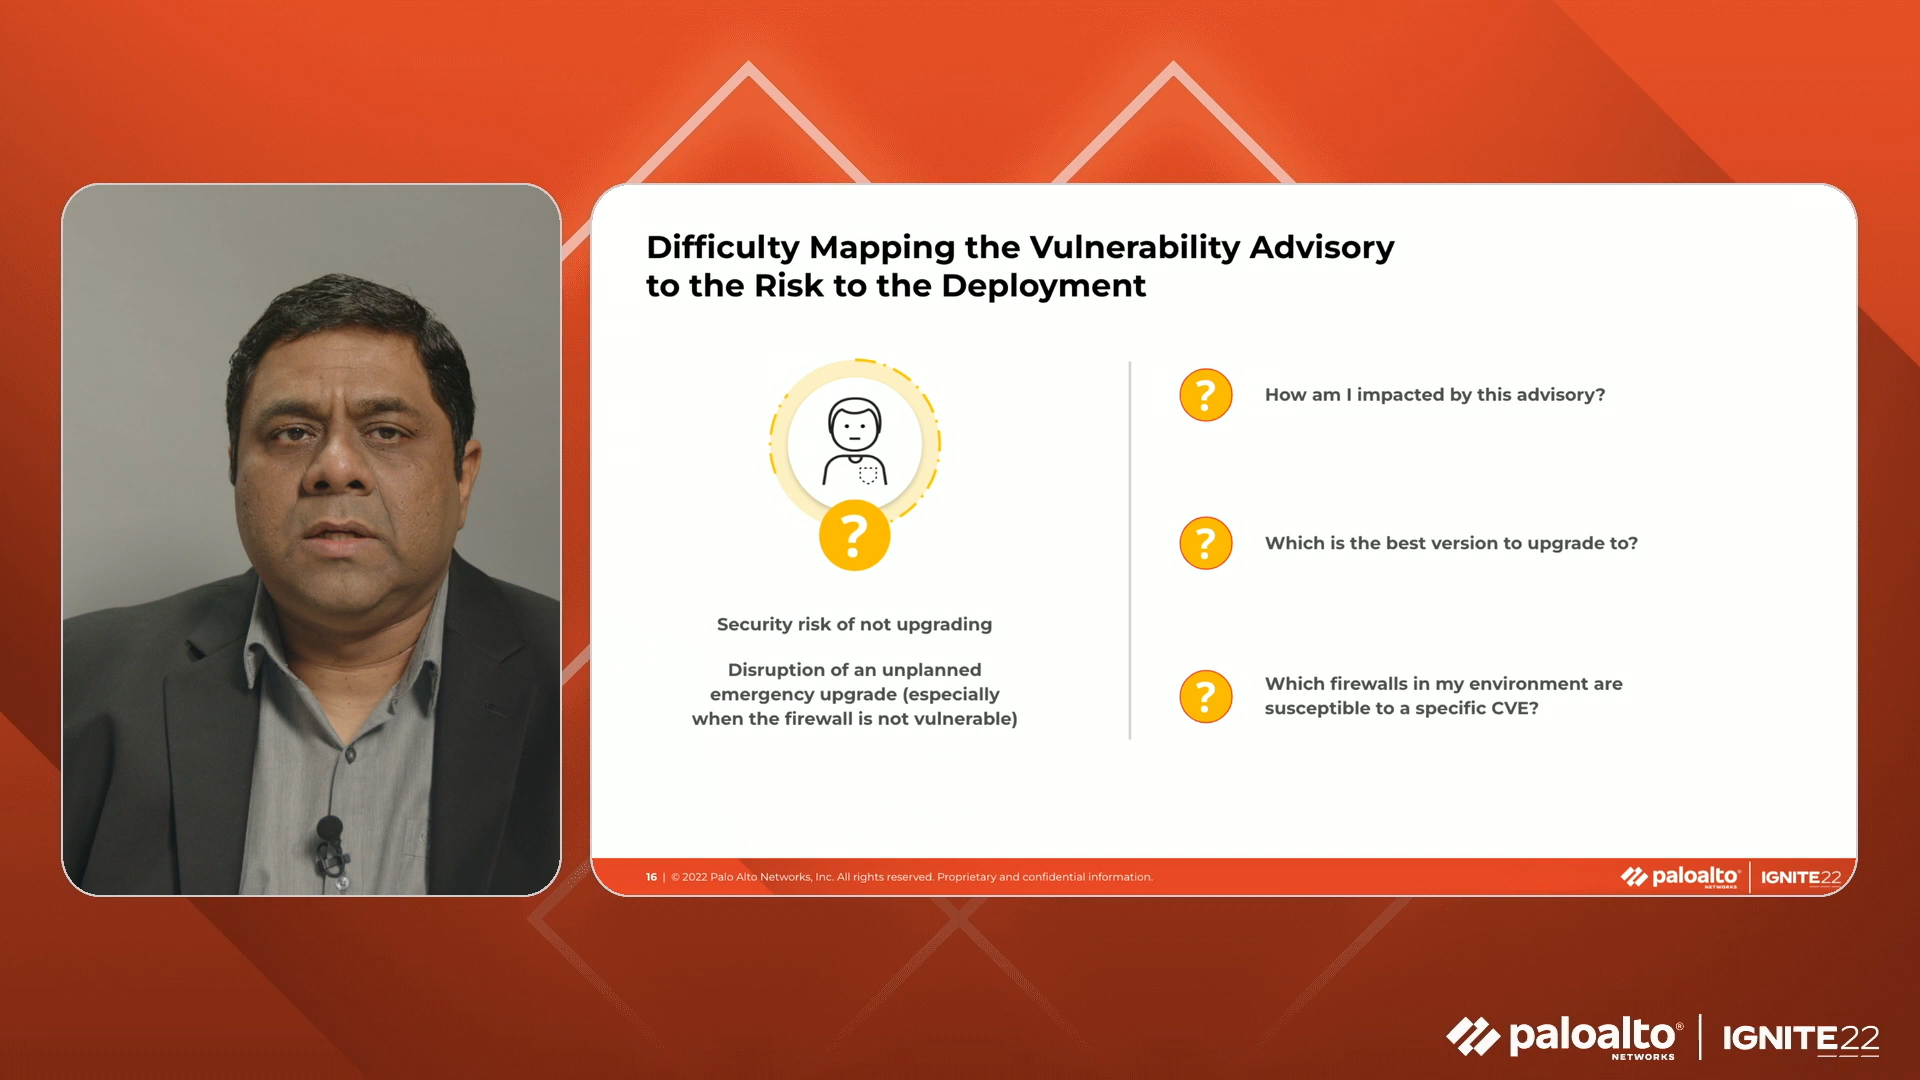 Difficulty Mapping the Vulnerability Advisory
to the Risk to the Deployment
?
Security risk of not upgrading
Disruption of an unplanned
emergency upgrade (especially
when the firewall is not vulnerable)
? How am I impacted by this advisory?
? Which is the best version to upgrade to?
? Which firewalls in my environment are
susceptible to a specific CVE?
16 | © 2022 Palo Alto Networks, Inc. All rights reserved. Proprietary and confidential information.
paloalto® NETWORKS | IGNITE22
paloalto® NETWORKS | IGNITE22